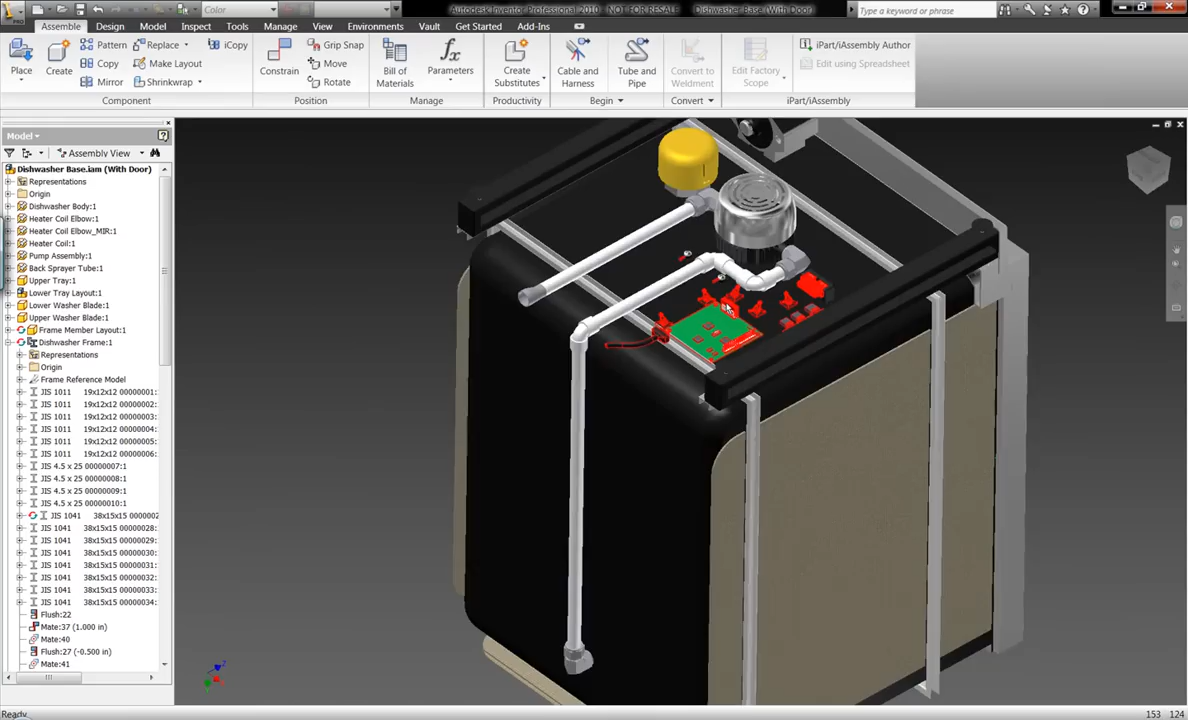 Autodesk Inventor Professional 2010 - NOT FOR RESALE - Dishwasher Base (With Door)
Type a keyword or phrase
PRO
Color
Assemble Design Model Inspect Tools Manage View Environments Vault Get Started Add-Ins
Place
Create
Pattern
Copy
Mirror
Replace
Make Layout
Shrinkwrap
iCopy
Constrain
Grip Snap
Move
Rotate
Bill of
Materials
Parameters
Create
Substitutes
Cable and
Harness
Tube and
Pipe
Convert to
Weldment
Edit Factory
Scope
iPart/iAssembly Author
Edit using Spreadsheet
Component Position Manage Productivity Begin Convert iPart/iAssembly
Model
Assembly View
Dishwasher Base.iam (With Door)
Representations
Origin
Dishwasher Body:1
Heater Coil Elbow:1
Heater Coil Elbow_MIR:1
Heater Coil:1
Pump Assembly:1
Back Sprayer Tube:1
Upper Tray:1
Lower Tray Layout:1
Lower Washer Blade:1
Upper Washer Blade:1
Frame Member Layout:1
Dishwasher Frame:1
Representations
Origin
Frame Reference Model
JIS 1011 19x12x12 00000001:
JIS 1011 19x12x12 00000002:
JIS 1011 19x12x12 00000003:
JIS 1011 19x12x12 00000004:
JIS 1011 19x12x12 00000005:
JIS 1011 19x12x12 00000006:
JIS 4.5 x 25 00000007:1
JIS 4.5 x 25 00000008:1
JIS 4.5 x 25 00000009:1
JIS 4.5 x 25 00000010:1
JIS 1041 38x15x15 0000002
JIS 1041 38x15x15 00000028:
JIS 1041 38x15x15 00000029:
JIS 1041 38x15x15 00000030:
JIS 1041 38x15x15 00000031:
JIS 1041 38x15x15 00000032:
JIS 1041 38x15x15 00000033:
JIS 1041 38x15x15 00000034:
Flush:22
Mate:37 (1.000 in)
Mate:40
Flush:27 (-0.500 in)
Mate:41
Ready
153 124